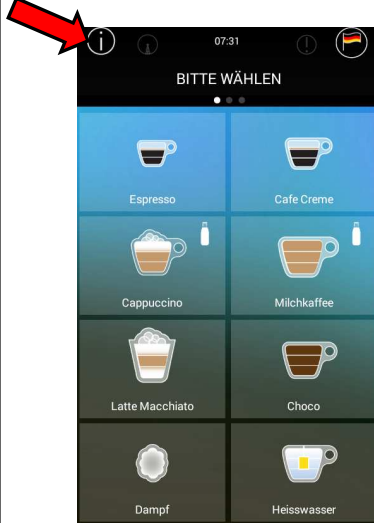 i
07:31
BITTE WÄHLEN
Espresso
Cafe Creme
Cappuccino
Milchkaffee
Latte Macchiato
Choco
Dampf
Heisswasser